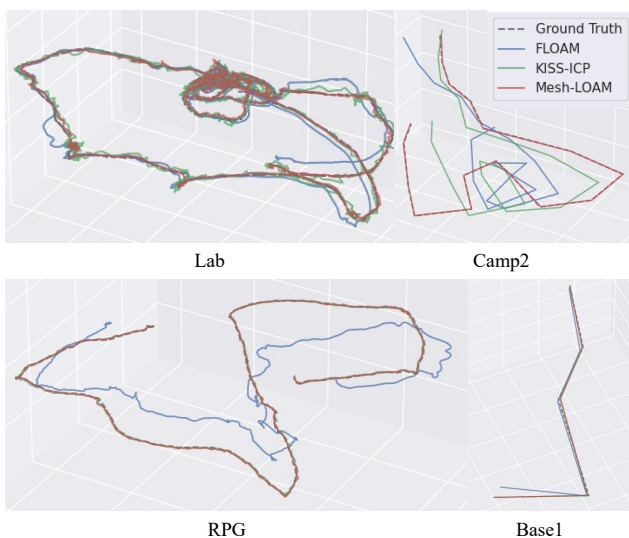 Ground Truth
FLOAM
KISS-ICP
Mesh-LOAM
Lab
Camp2
RPG
Base1